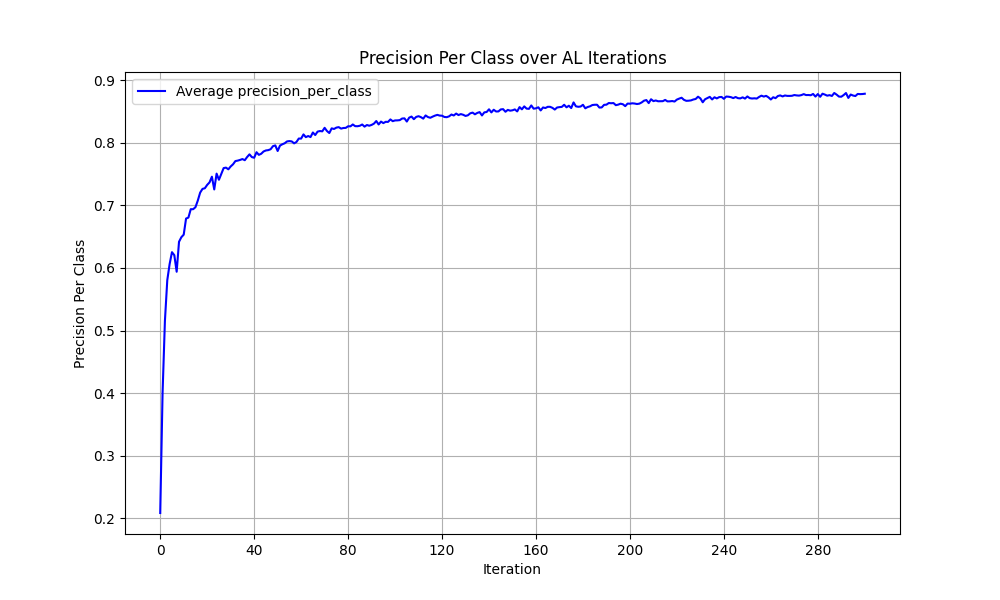 Precision Per Class over AL Iterations
Average precision_per_class
Precision Per Class
0.9
0.8
0.7
0.6
0.5
0.4
0.3
0.2
0 40 80 120 160 200 240 280
Iteration